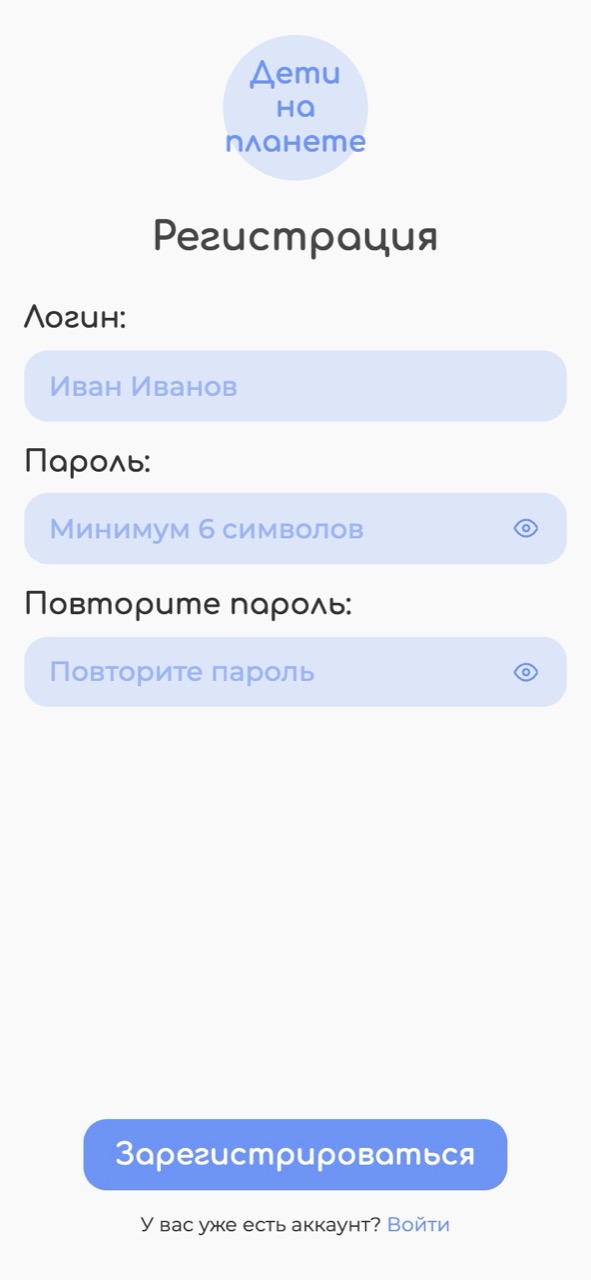 Дети
на
планете
Регистрация
Логин:
Иван Иванов
Пароль:
Минимум 6 символов
Повторите пароль:
Повторите пароль
Зарегистрироваться
У вас уже есть аккаунт? Войти